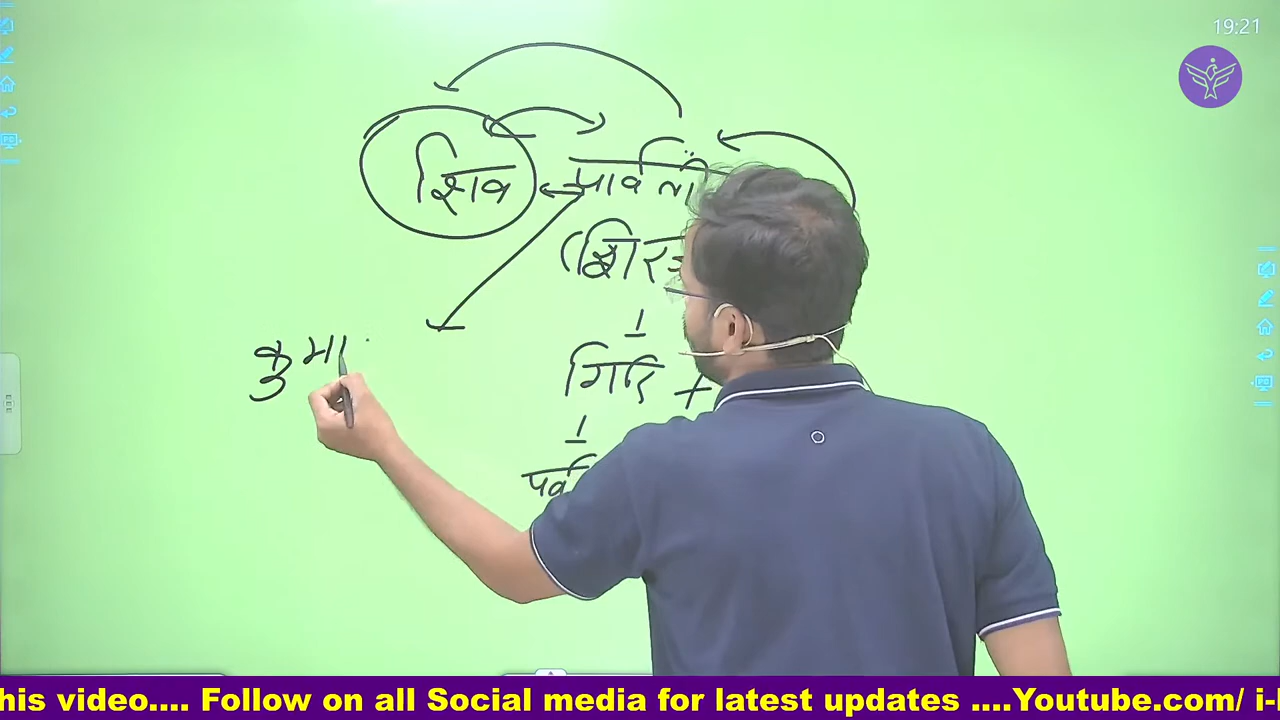 19:21
शिव पार्वती
गिरि +
कुमा
his video.... Follow on all Social media for latest updates ....Youtube.com/ i-